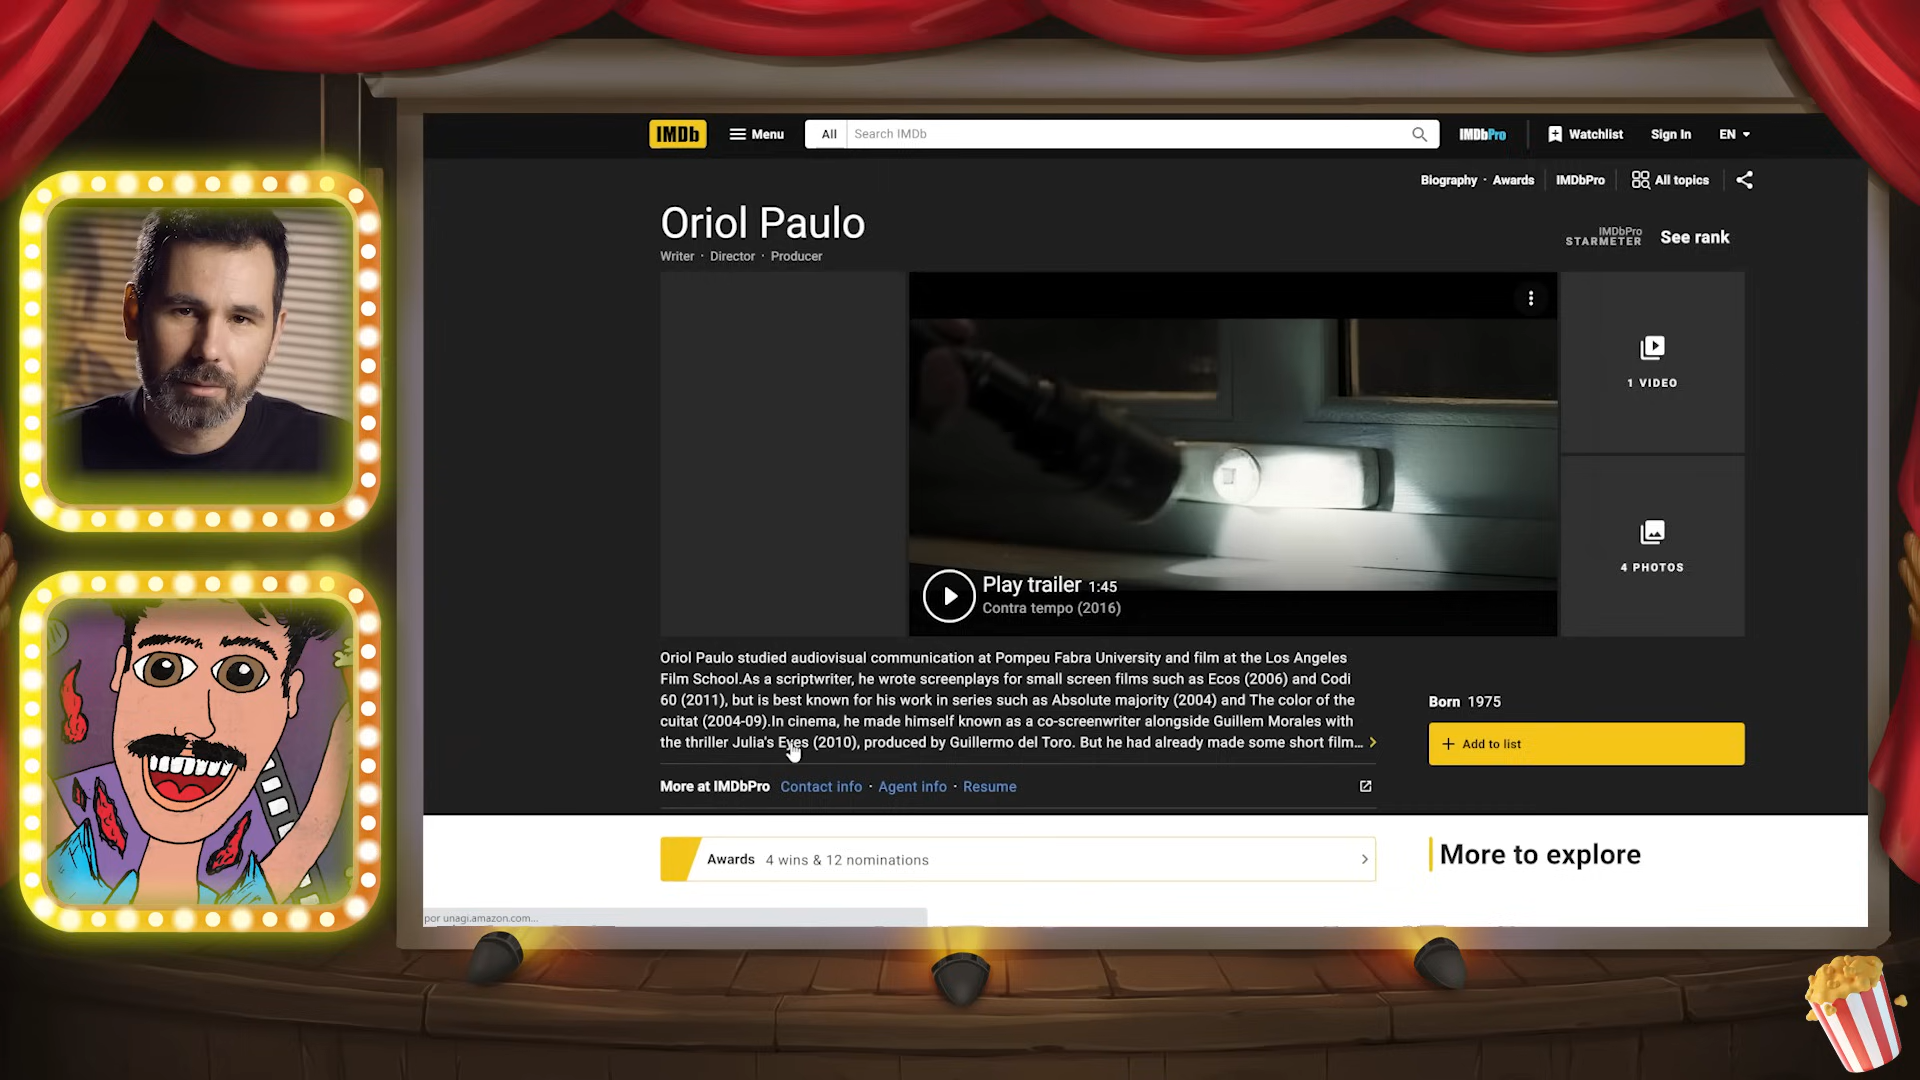 IMDb
Menu
All
Search IMDb
IMDbPro
Watchlist
Sign In
EN
Biography · Awards
IMDbPro
All topics
Oriol Paulo
Writer · Director · Producer
IMDbPro
STARMETER
See rank
1 VIDEO
4 PHOTOS
Play trailer 1:45
Contra tempo (2016)
Oriol Paulo studied audiovisual communication at Pompeu Fabra University and film at the Los Angeles
Film School.As a scriptwriter, he wrote screenplays for small screen films such as Ecos (2006) and Codi
60 (2011), but is best known for his work in series such as Absolute majority (2004) and The color of the
cuitat (2004-09).In cinema, he made himself known as a co-screenwriter alongside Guillem Morales with
the thriller Julia's Eyes (2010), produced by Guillermo del Toro. But he had already made some short film...
Born 1975
+ Add to list
More at IMDbPro Contact info · Agent info · Resume
Awards 4 wins & 12 nominations
More to explore
por unagi.amazon.com...